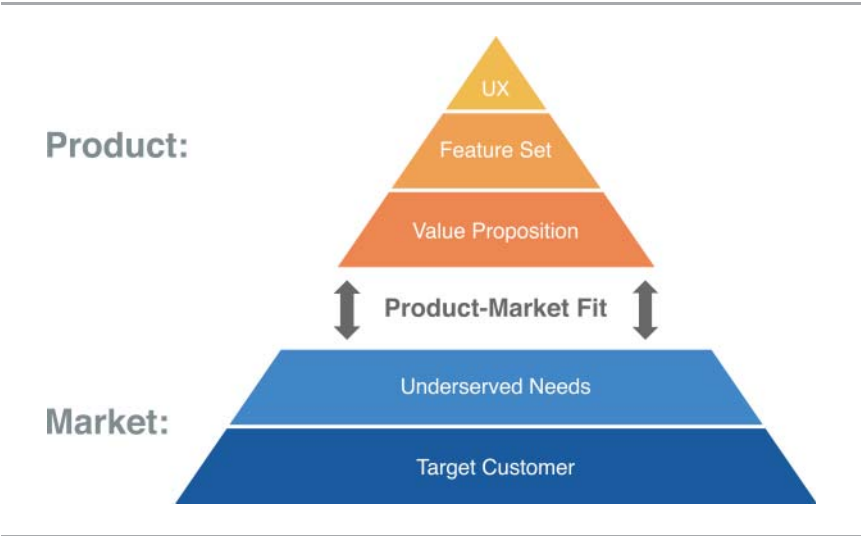 UX
Product:
Feature Set
Value Proposition
Product-Market Fit
Underserved Needs
Market:
Target Customer